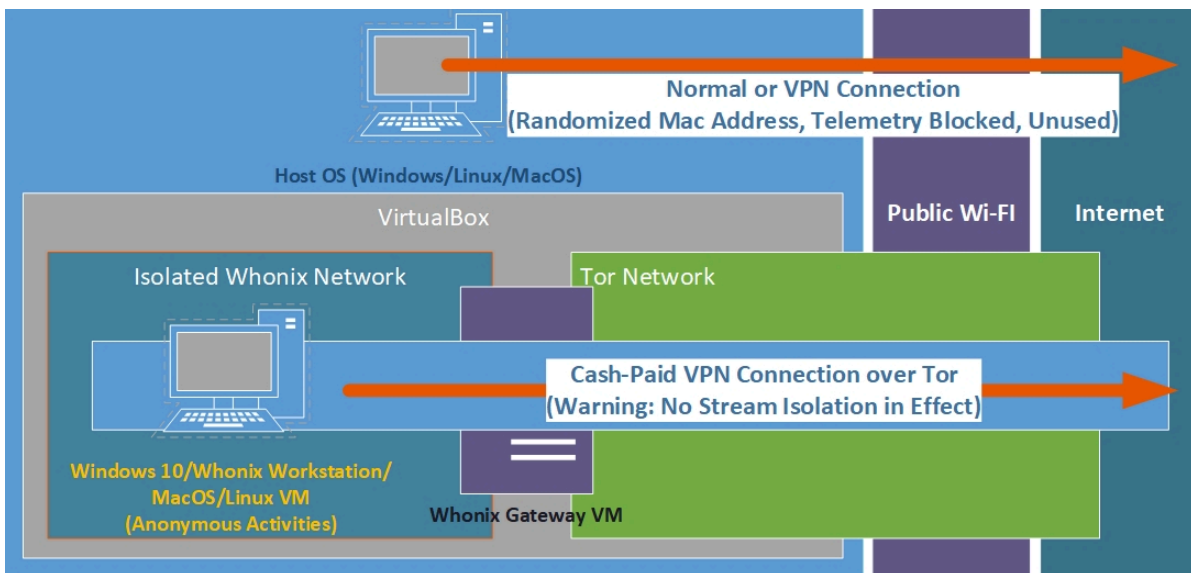 Normal or VPN Connection
(Randomized Mac Address, Telemetry Blocked, Unused)
Host OS (Windows/Linux/MacOS)
VirtualBox
Public Wi-FI
Internet
Isolated Whonix Network
Tor Network
Cash-Paid VPN Connection over Tor
(Warning: No Stream Isolation in Effect)
Windows 10/Whonix Workstation/
MacOS/Linux VM
(Anonymous Activities)
Whonix Gateway VM